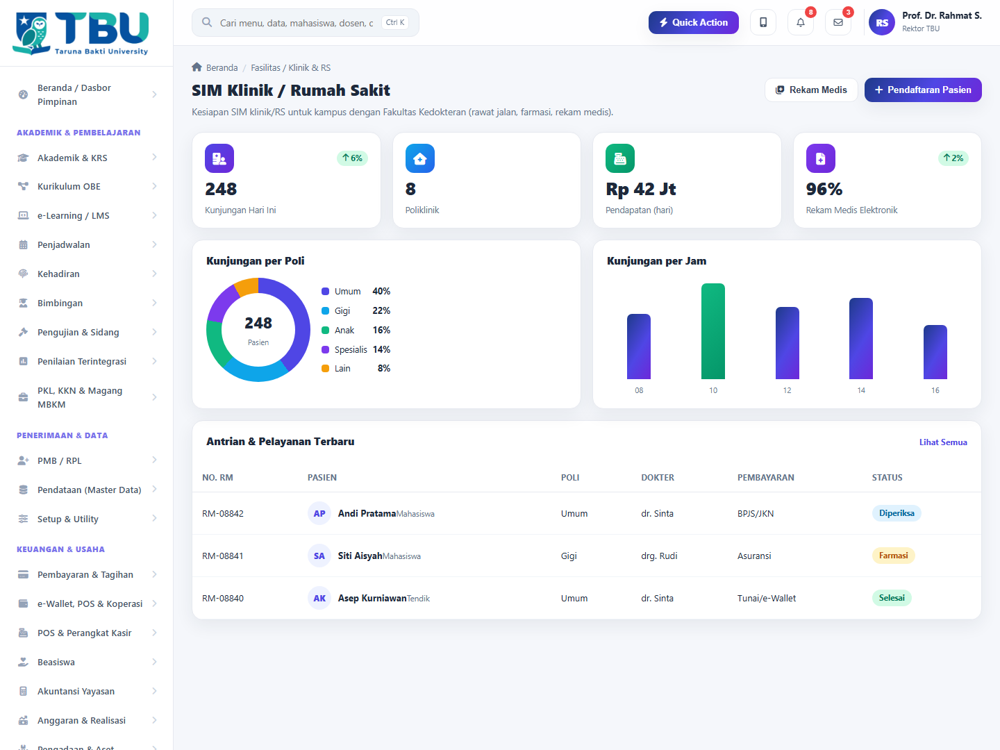 TBU
Taruna Bakti University
Cari menu, data, mahasiswa, dosen, c
Ctrl K
Quick Action
8
3
RS
Prof. Dr. Rahmat S.
Rektor TBU
Beranda / Dasbor
Pimpinan
AKADEMIK & PEMBELAJARAN
Akademik & KRS
Kurikulum OBE
e-Learning / LMS
Penjadwalan
Kehadiran
Bimbingan
Pengujian & Sidang
Penilaian Terintegrasi
PKL, KKN & Magang
MBKM
PENERIMAAN & DATA
PMB / RPL
Pendataan (Master Data)
Setup & Utility
KEUANGAN & USAHA
Pembayaran & Tagihan
e-Wallet, POS & Koperasi
POS & Perangkat Kasir
Beasiswa
Akuntansi Yayasan
Anggaran & Realisasi
Pengadaan & Aset
Beranda / Fasilitas / Klinik & RS
SIM Klinik / Rumah Sakit
Kesiapan SIM klinik/RS untuk kampus dengan Fakultas Kedokteran (rawat jalan, farmasi, rekam medis).
Rekam Medis
Pendaftaran Pasien
6%
248
Kunjungan Hari Ini
8
Poliklinik
Rp 42 Jt
Pendapatan (hari)
2%
96%
Rekam Medis Elektronik
Kunjungan per Poli
248
Pasien
Umum 40%
Gigi 22%
Anak 16%
Spesialis 14%
Lain 8%
Kunjungan per Jam
08 10 12 14 16
Antrian & Pelayanan Terbaru
Lihat Semua
NO. RM PASIEN POLI DOKTER PEMBAYARAN STATUS
RM-08842 AP Andi PratamaMahasiswa Umum dr. Sinta BPJS/JKN Diperiksa
RM-08841 SA Siti AisyahMahasiswa Gigi drg. Rudi Asuransi Farmasi
RM-08840 AK Asep KurniawanTendik Umum dr. Sinta Tunai/e-Wallet Selesai